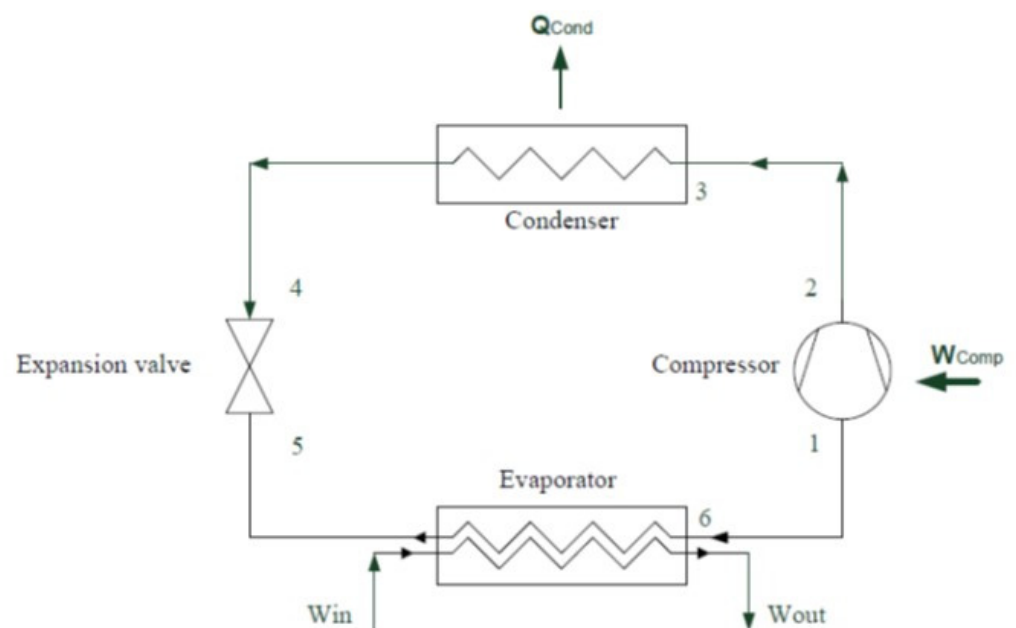 QCond
3
Condenser
4
2
Expansion valve
Compressor
WComp
5
1
Evaporator
6
Win
Wout